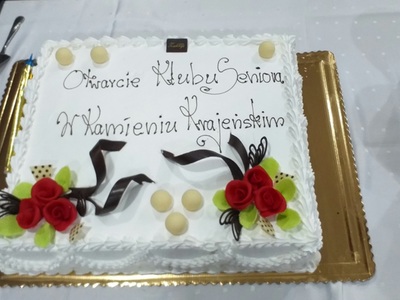 Otwarcie Klubu Seniora
W Kamieniu Krajeńskim